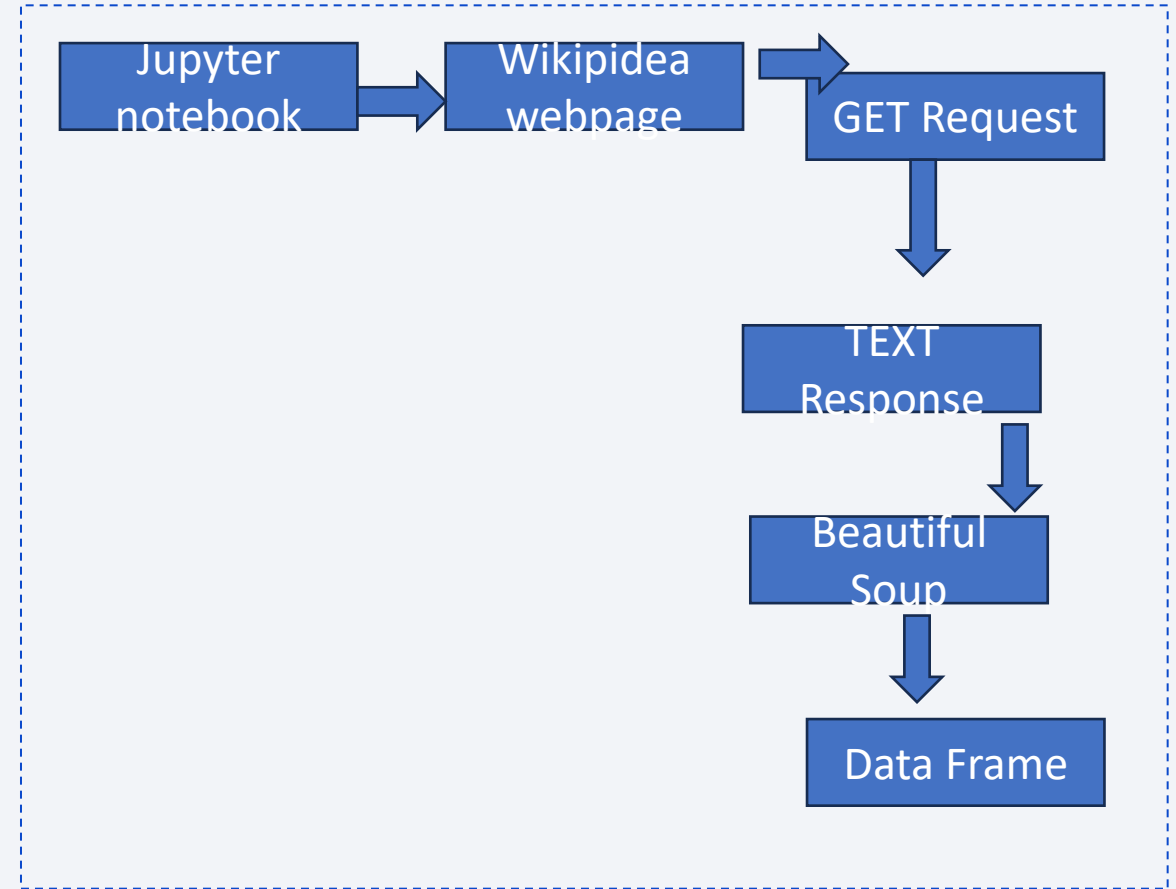 Jupyter
notebook
Wikipidea
webpage
GET Request
TEXT
Response
Beautiful
Soup
Data Frame